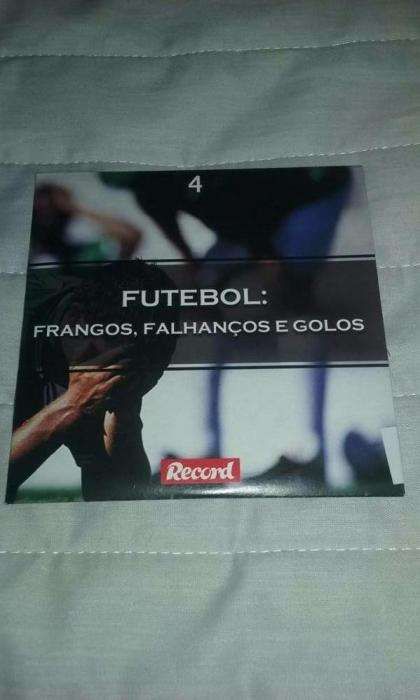 4
FUTEBOL:
FRANGOS, FALHANÇOS E GOLOS
Record